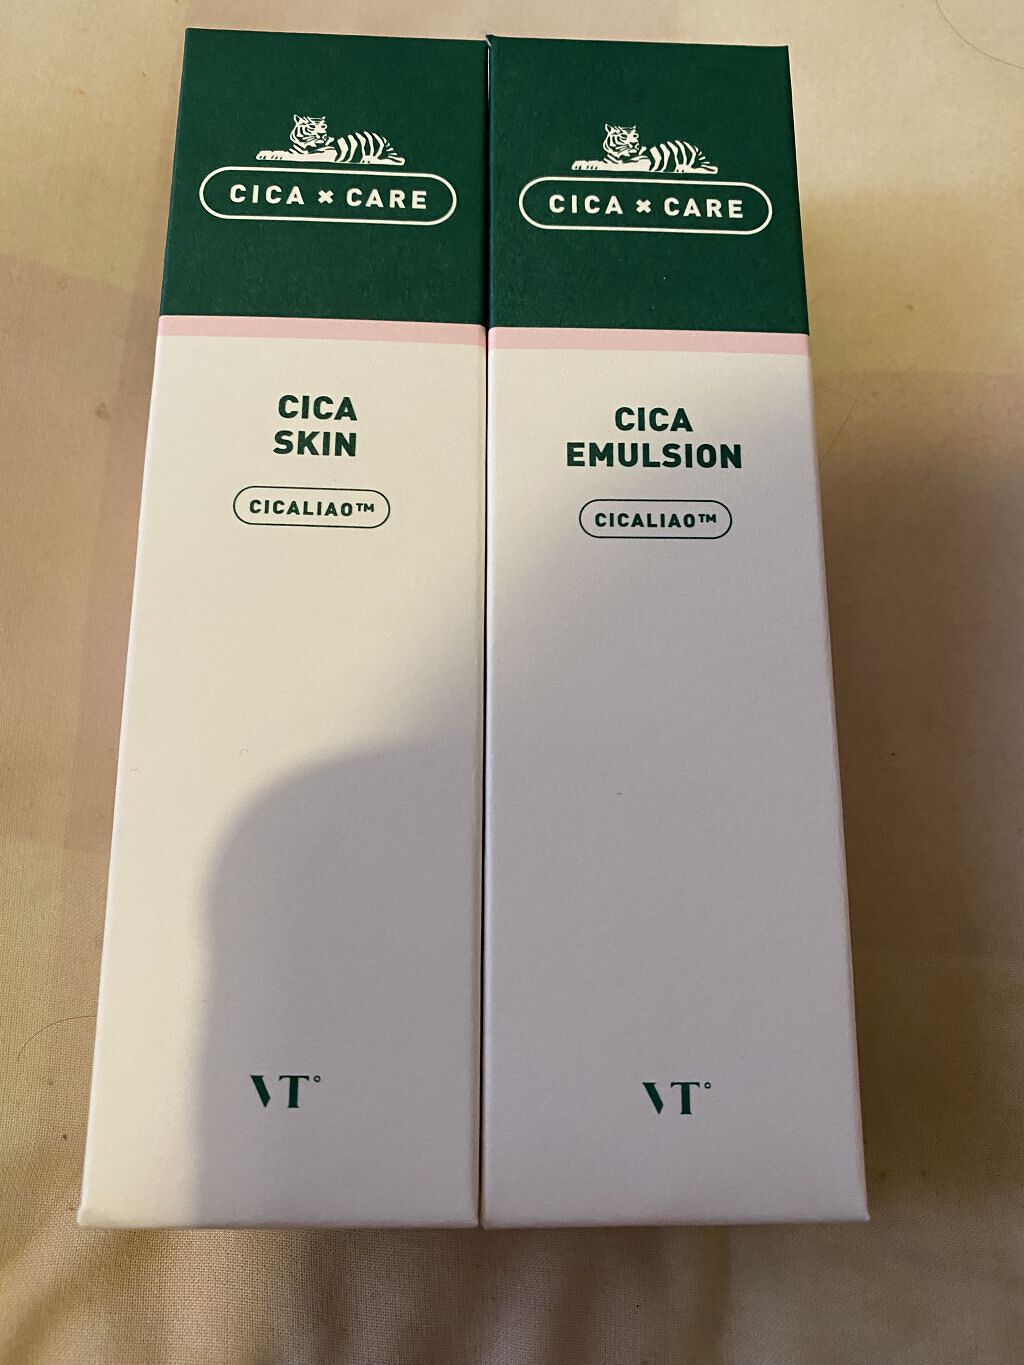 CICA × CARE
CICA
SKIN
CICALIAO™
VT°
CICA × CARE
CICA
EMULSION
CICALIAO™
VT°